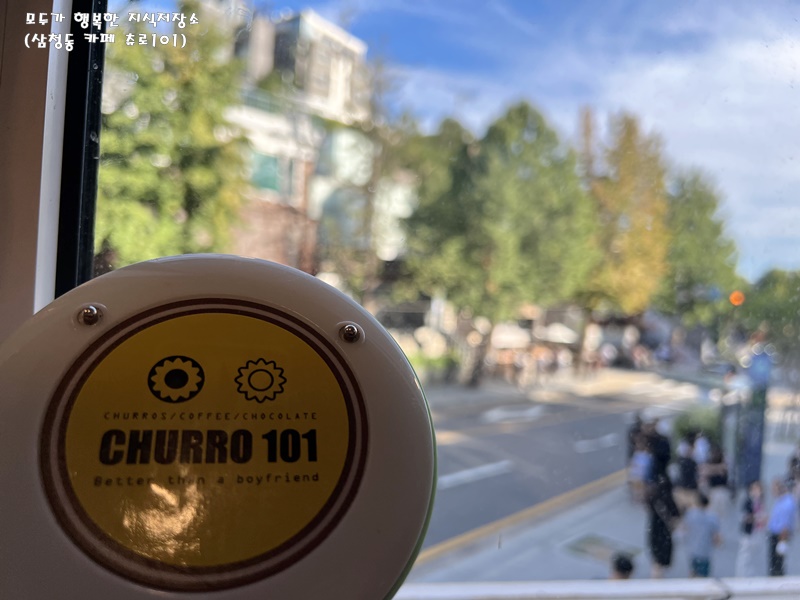 모두가 행복한 지식저장소
(삼청동 카페 츄로101)
CHURROS/COFFEE/CHOCOLATE
CHURRO 101
Better than a boyfriend